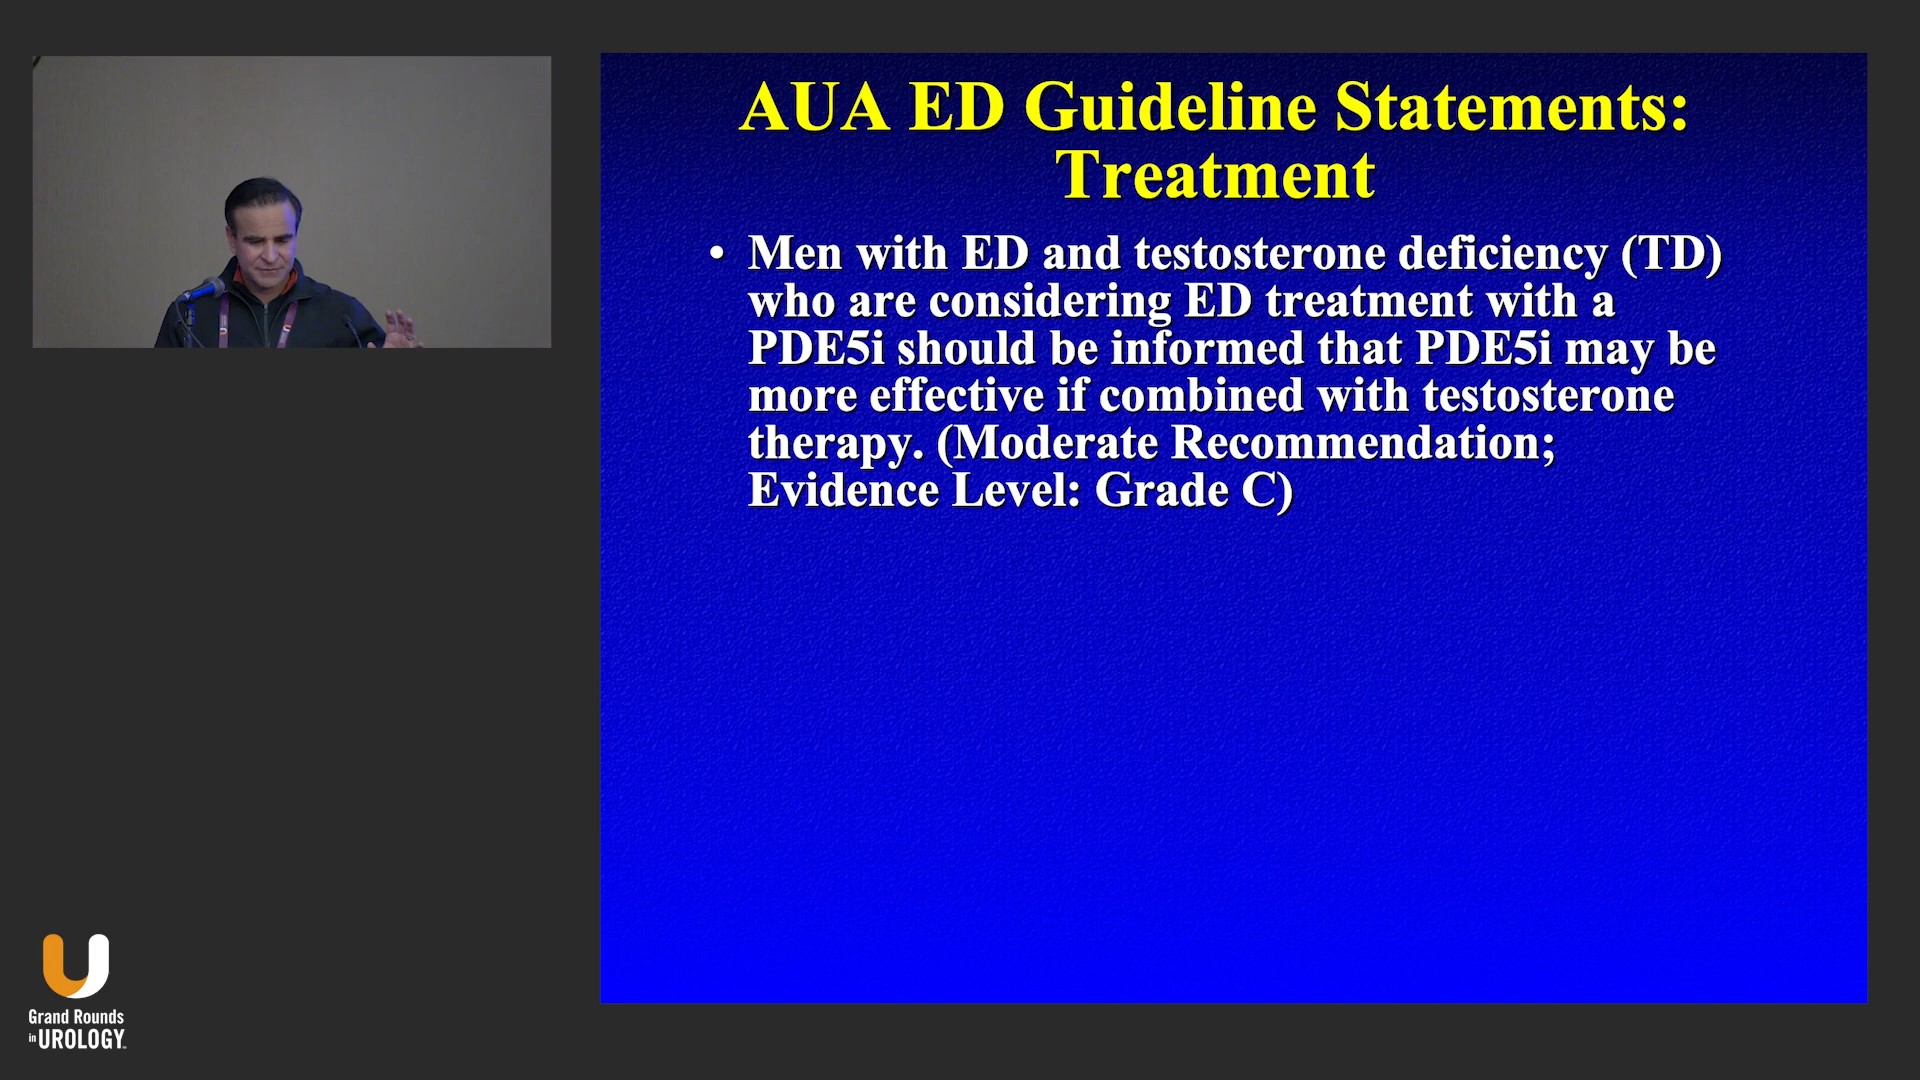 AUA ED Guideline Statements:
Treatment
• Men with ED and testosterone deficiency (TD)
who are considering ED treatment with a
PDE5i should be informed that PDE5i may be
more effective if combined with testosterone
therapy. (Moderate Recommendation;
Evidence Level: Grade C)
Grand Rounds
in UROLOGY